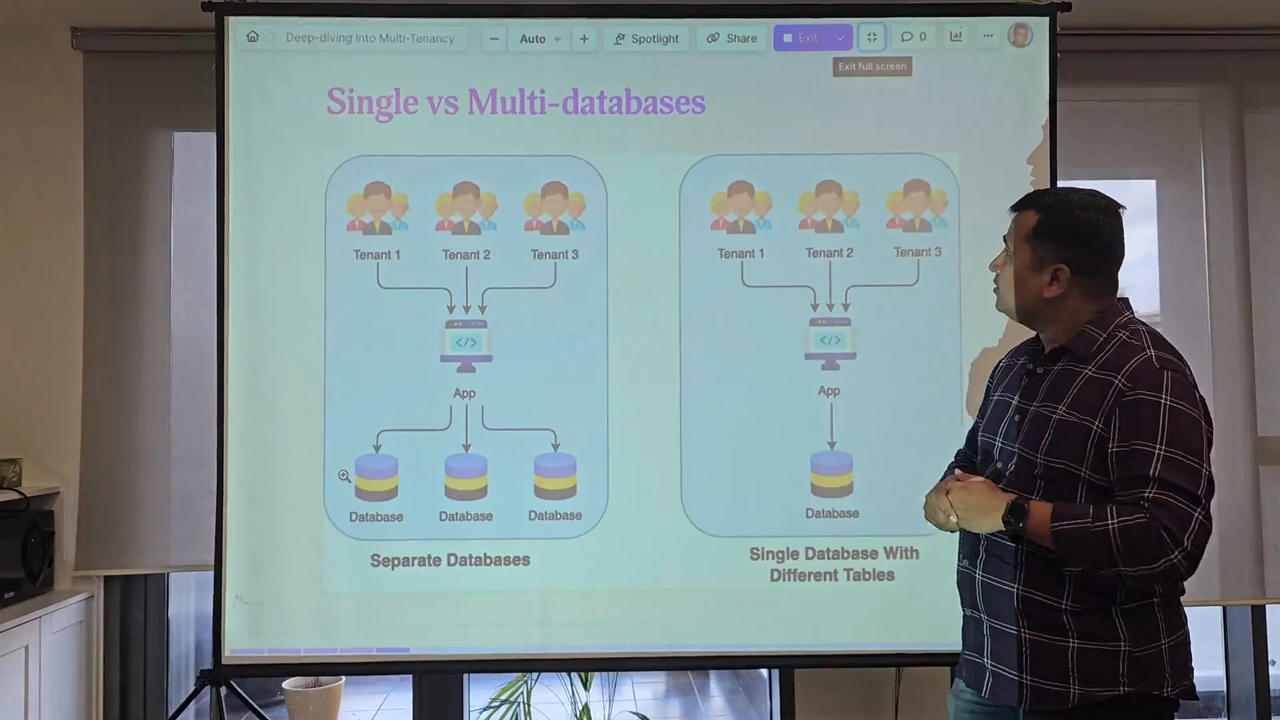 Deep-diving Into Multi-Tenancy
Auto
Spotlight
Share
Exit
0
Exit full screen
Single vs Multi-databases
Tenant 1
Tenant 2
Tenant 3
</>
App
Database
Database
Database
Separate Databases
Tenant 1
Tenant 2
Tenant 3
</>
App
Database
Single Database With
Different Tables